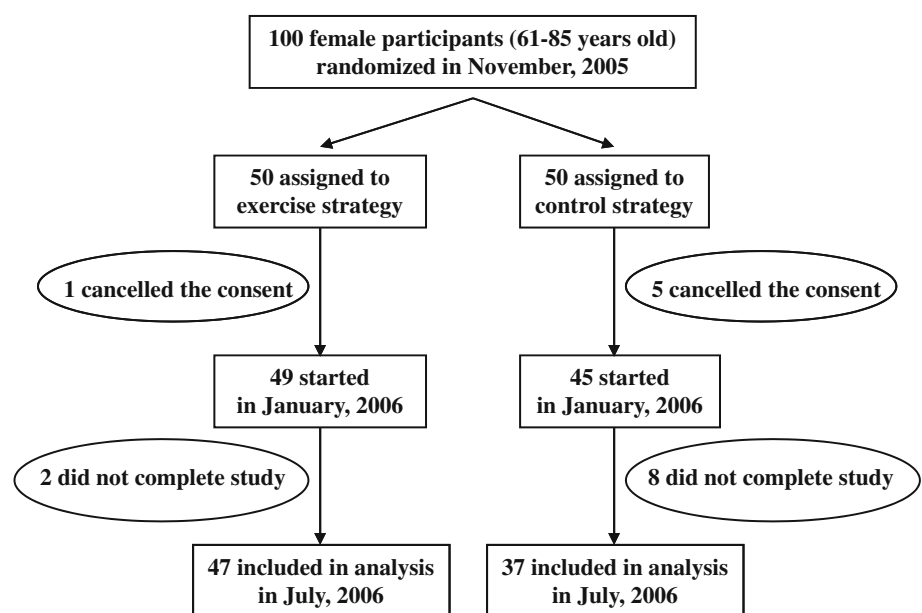 100 female participants (61-85 years old)
randomized in November, 2005
50 assigned to
exercise strategy
50 assigned to
control strategy
1 cancelled the consent
5 cancelled the consent
49 started
in January, 2006
45 started
in January, 2006
2 did not complete study
8 did not complete study
47 included in analysis
in July, 2006
37 included in analysis
in July, 2006